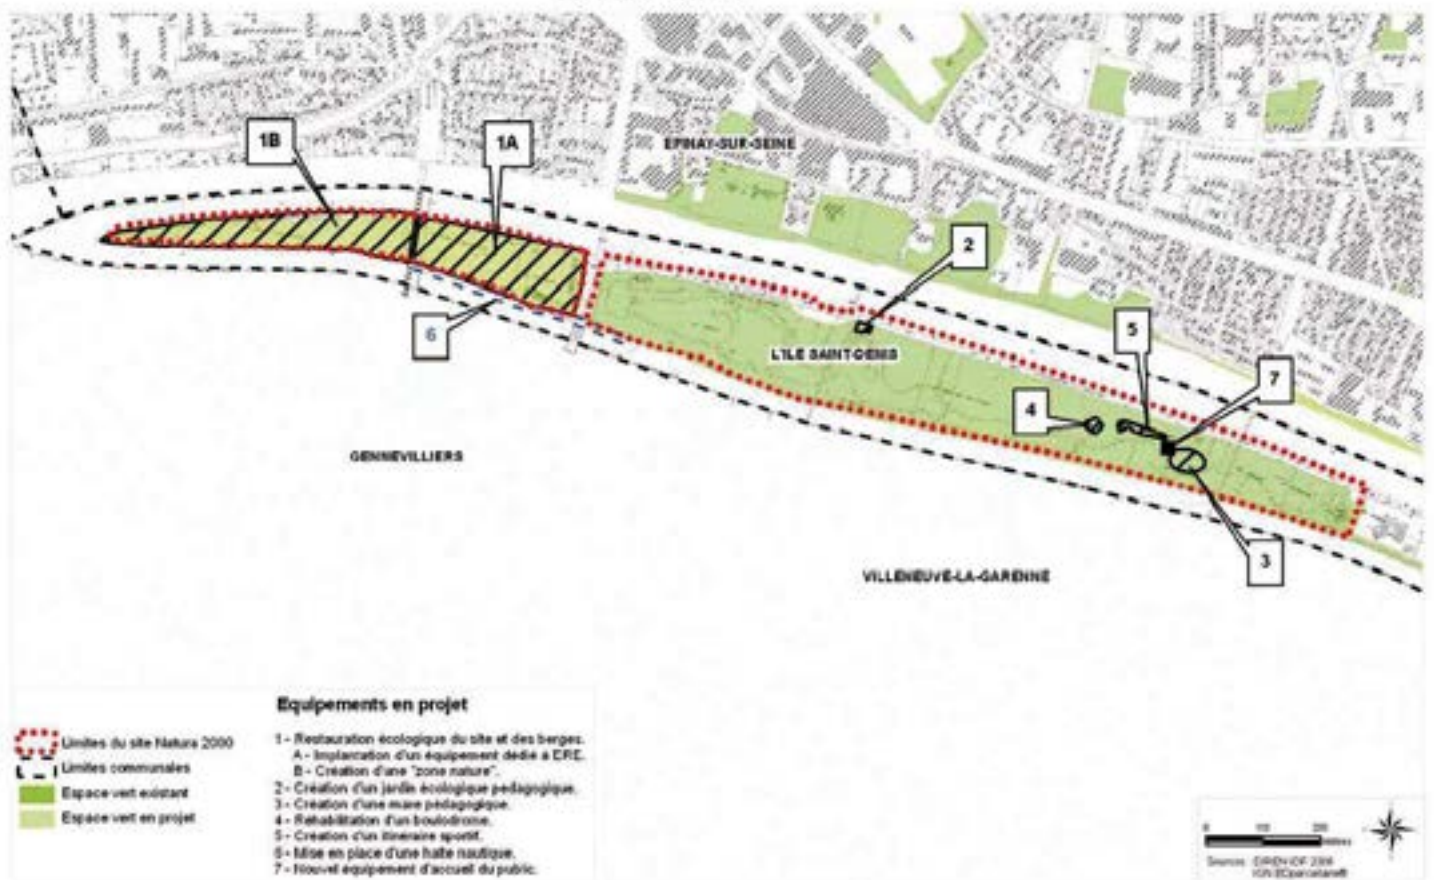 1B
1A
EPINAY-SUR-SEINE
2
6
L'ILE SAINT-DENIS
5
7
4
GENNEVILLIERS
3
VILLENEUVE-LA-GARENNE
Equipements en projet
Limites du site Natura 2000
Limites communales
Espace vert existant
Espace vert en projet
1 - Restauration écologique du site et des berges.
A - Implantation d'un équipement dédié à ERE.
B - Création d'une "zone nature".
2 - Création d'un jardin écologique pédagogique.
3 - Création d'une mare pédagogique.
4 - Réhabilitation d'un boulodrome.
5 - Création d'un itinéraire sportif.
6 - Mise en place d'une halte nautique.
7 - Nouvel équipement d'accueil du public.
0 200
Sources :